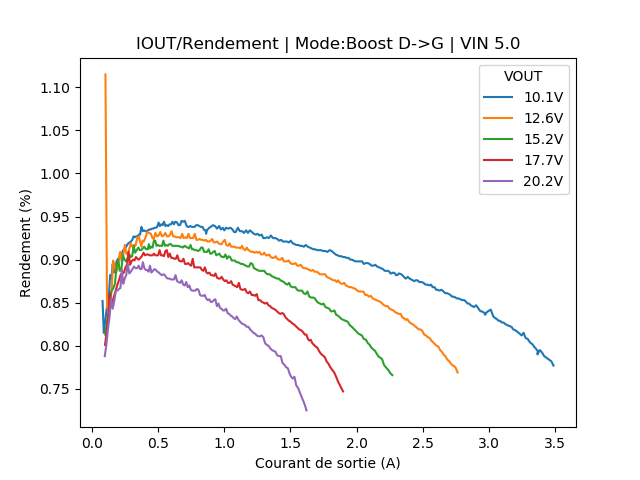 IOUT/Rendement | Mode:Boost D->G | VIN 5.0
VOUT
10.1V
12.6V
15.2V
17.7V
20.2V
Rendement (%)
1.10
1.05
1.00
0.95
0.90
0.85
0.80
0.75
0.0 0.5 1.0 1.5 2.0 2.5 3.0 3.5
Courant de sortie (A)